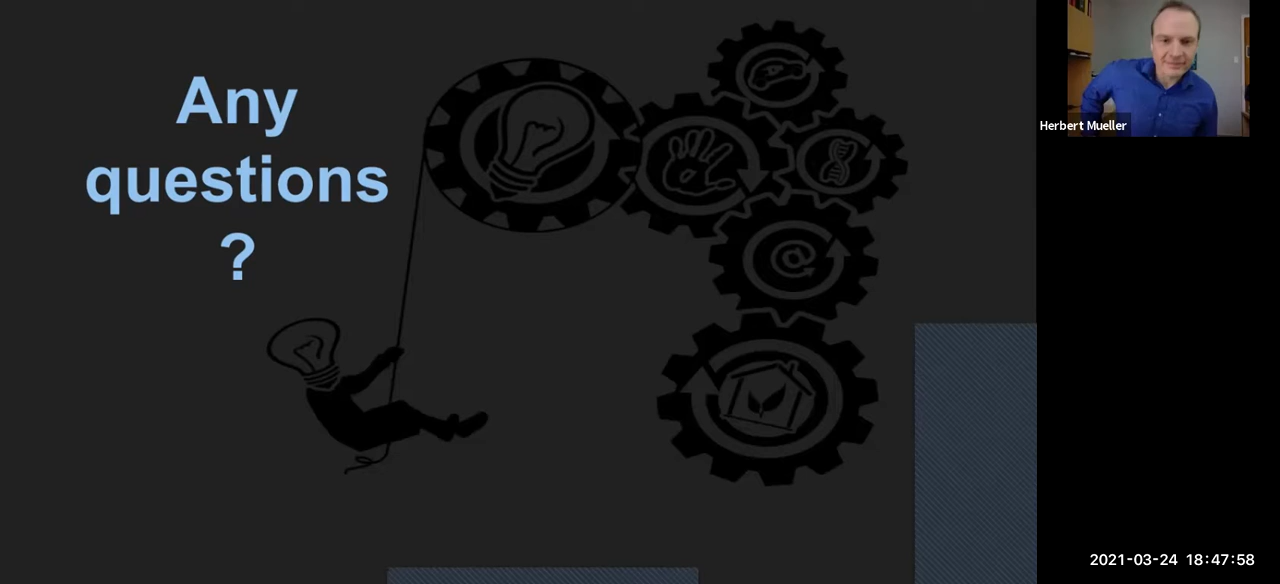 Any
questions
?
@
Herbert Mueller
2021-03-24 18:47:58